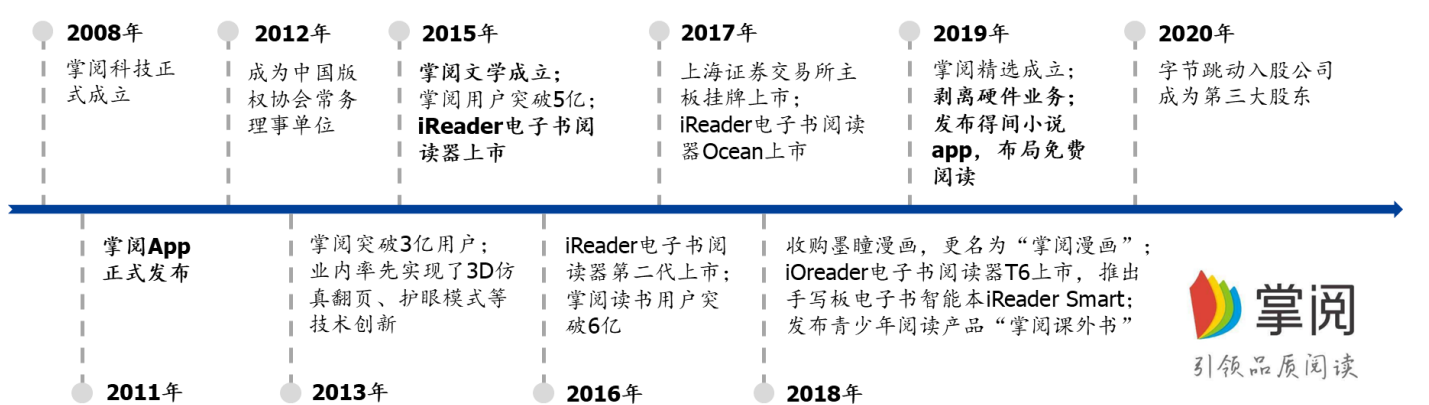 2008年
掌阅科技正
式成立
2012年
成为中国版
权协会常务
理事单位
2015年
掌阅文学成立；
掌阅用户突破5亿；
iReader电子书阅
读器上市
2017年
上海证券交易所主
板挂牌上市；
iReader电子书阅读
器Ocean上市
2019年
掌阅精选成立；
剥离硬件业务；
发布得间小说
app，布局免费
阅读
2020年
字节跳动入股公司
成为第三大股东
掌阅App
正式发布
2011年
掌阅突破3亿用户；
业内率先实现了3D仿
真翻页、护眼模式等
技术创新
2013年
iReader电子书阅
读器第二代上市；
掌阅读书用户突
破6亿
2016年
收购墨瞳漫画，更名为“掌阅漫画”；
iOreader电子书阅读器T6上市，推出
手写板电子书智能本iReader Smart；
发布青少年阅读产品“掌阅课外书”
2018年
掌阅
引领品质阅读